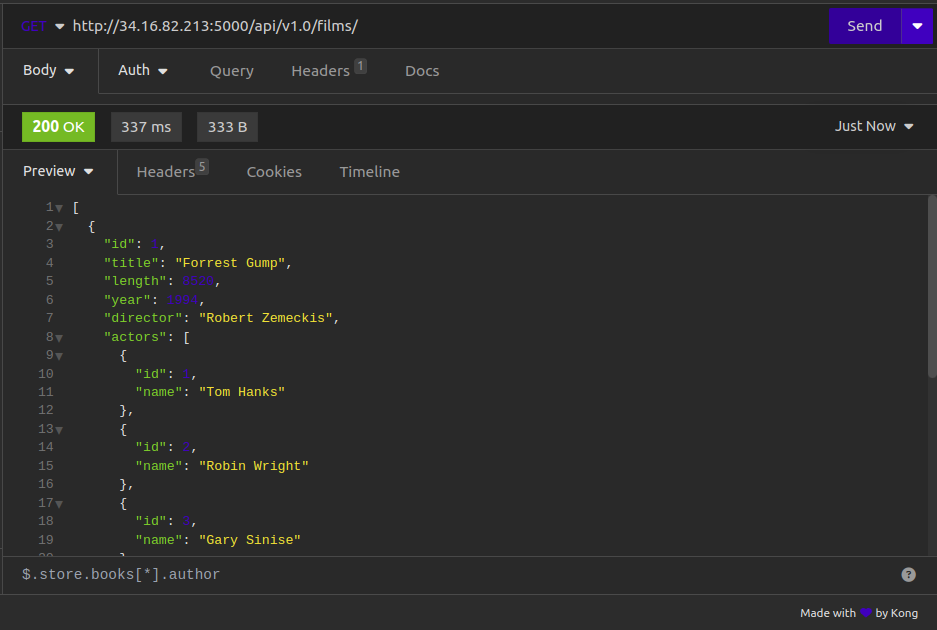 GET http://34.16.82.213:5000/api/v1.0/films/ Send
Body Auth Query Headers 1 Docs
200 OK 337 ms 333 B Just Now
Preview Headers 5 Cookies Timeline
1 [
2 {
3 "id": 1,
4 "title": "Forrest Gump",
5 "length": 8520,
6 "year": 1994,
7 "director": "Robert Zemeckis",
8 "actors": [
9 {
10 "id": 1,
11 "name": "Tom Hanks"
12 },
13 {
14 "id": 2,
15 "name": "Robin Wright"
16 },
17 {
18 "id": 3,
19 "name": "Gary Sinise"
$.store.books[*].author ?
Made with by Kong